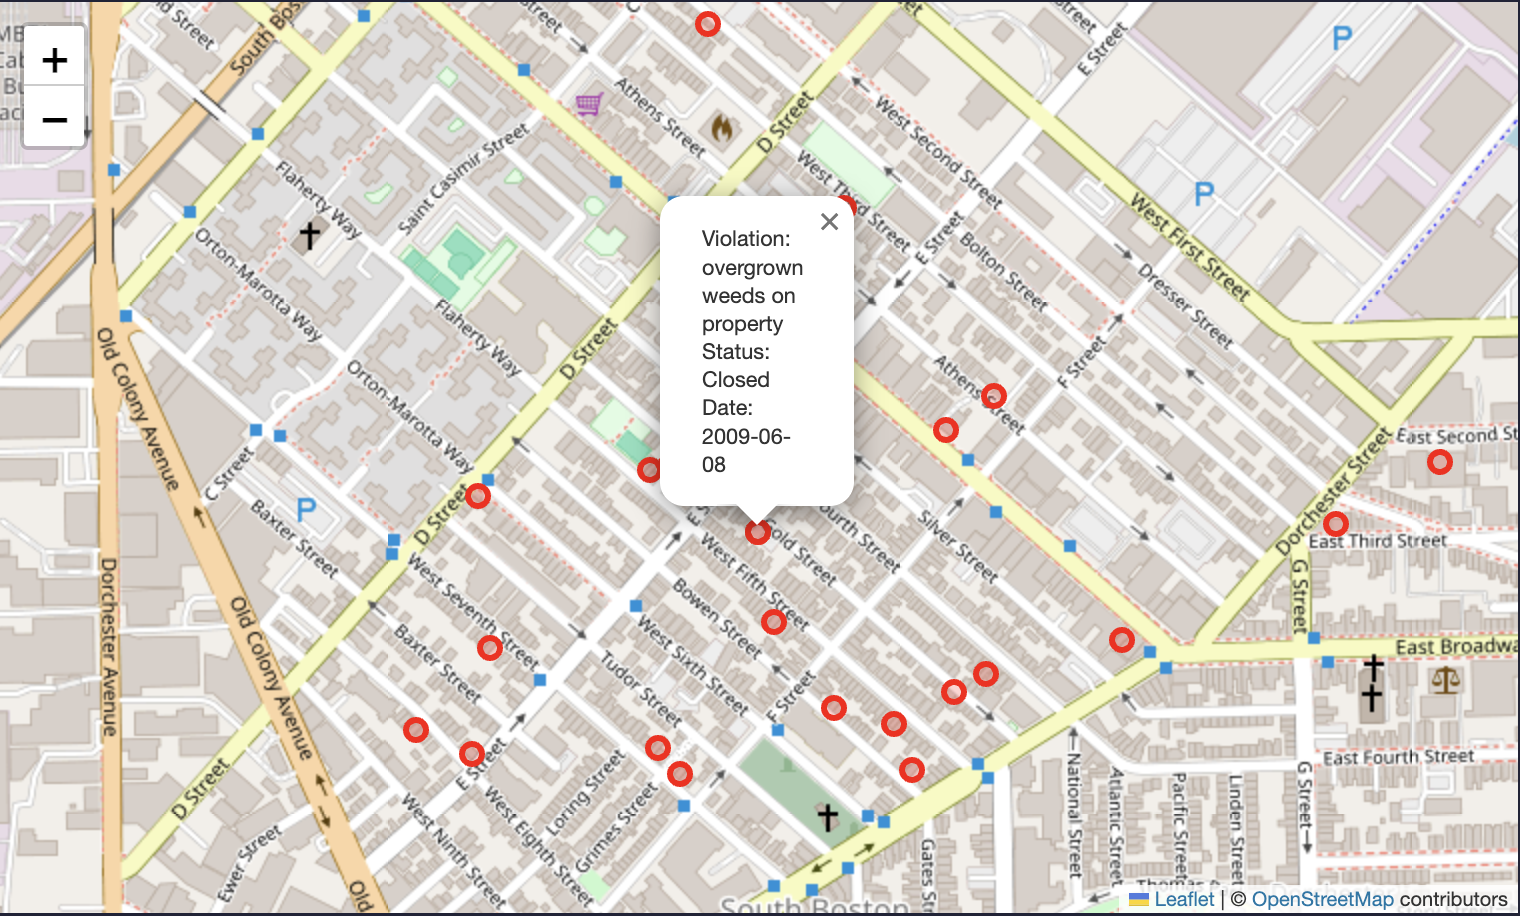 +
−
South Bos
Street
E Street
P
Athens Street
D Street
West Second Street
Saint Casimir Street
Flaherty Way
West Third Street
P
West First Street
E Street
Bolton Street
Dresser Street
Orton-Marotta Way
Flaherty Way
D Street
×
Violation:
overgrown
weeds on
property
Status:
Closed
Date:
2009-06-
08
Old Colony Avenue
Orton-Marotta Way
F Street
Athens Street
East Second St
C Street
P
D Street
Baxter Street
Dorchester Street
East Third Street
Gold Street
ourth Street
Silver Street
West Fifth Street
Bowen Street
G Street
Dorchester Avenue
West Seventh Street
Old Colony Avenue
Baxter Street
West Sixth Street
Tudor Street
F Street
East Broadwa
East Fourth Street
E Street
D Street
Loring Street
Grimes Street
West Eighth Street
West Ninth Street
Ewer Street
National Street
Atlantic Street
Pacific Street
Linden Street
G Street
Gates St
Old
Thomas
South Boston
Leaflet | © OpenStreetMap contributors